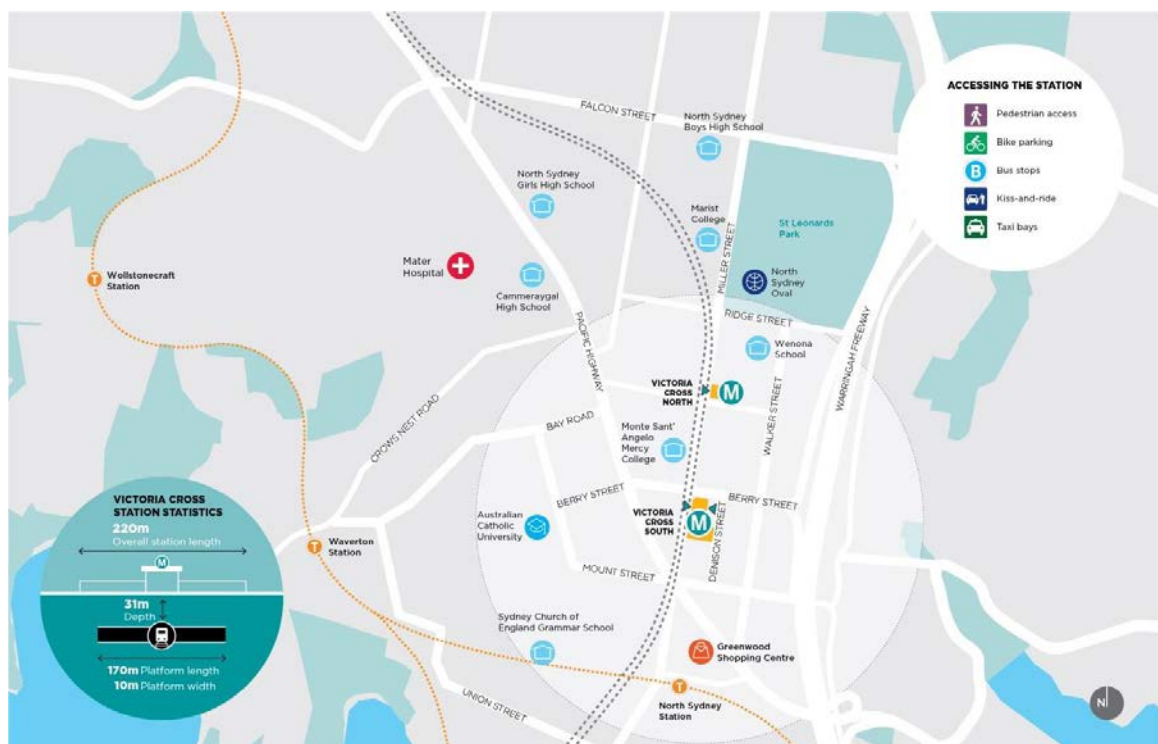 FALCON STREET
North Sydney
Boys High School
North Sydney
Girls High School
Marist
College
St Leonards
Park
MILLER STREET
Mater
Hospital
Cammeraygal
High School
North
Sydney
Oval
Wollstonecraft
Station
T
PACIFIC HIGHWAY
RIDGE STREET
Wenona
School
WARRINGAH FREEWAY
VICTORIA
CROSS
NORTH
M
WALKER STREET
CROWS NEST ROAD
BAY ROAD
Monte Sant'
Angelo
Mercy
College
BERRY STREET
BERRY STREET
VICTORIA
CROSS
SOUTH
M
DENISON STREET
Australian
Catholic
University
T
Waverton
Station
MOUNT STREET
Sydney Church of
England Grammar School
Greenwood
Shopping Centre
UNION STREET
T
North Sydney
Station
ACCESSING THE STATION
Pedestrian access
Bike parking
B
Bus stops
Kiss-and-ride
Taxi bays
VICTORIA CROSS
STATION STATISTICS
220m
Overall station length
M
31m
Depth
170m Platform length
10m Platform width
N